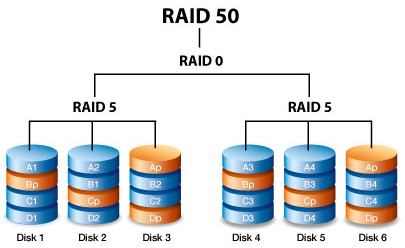 RAID 50
RAID 0
RAID 5 RAID 5
A1 A2 Ap A3 A4 Ap
Bp B1 B2 Bp B3 B4
C1 Cp C2 C3 Cp C4
D1 D2 Dp D3 D4 Dp
Disk 1 Disk 2 Disk 3 Disk 4 Disk 5 Disk 6